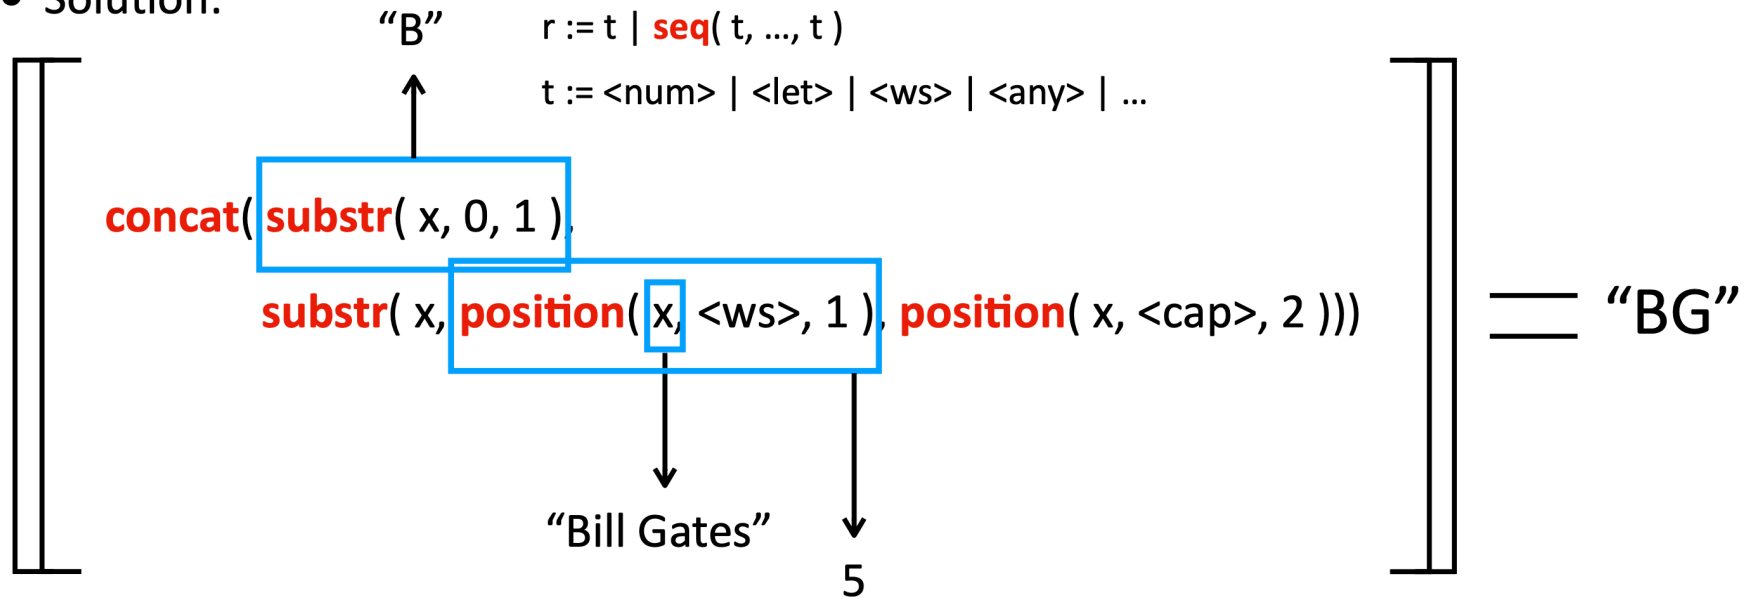 • Solution:
“B”
r := t | seq( t, ..., t )
t := <num> | <let> | <ws> | <any> | ...
concat( substr( x, 0, 1 ),
substr( x, position( x, <ws>, 1 ), position( x, <cap>, 2 )))
= “BG”
“Bill Gates”
5